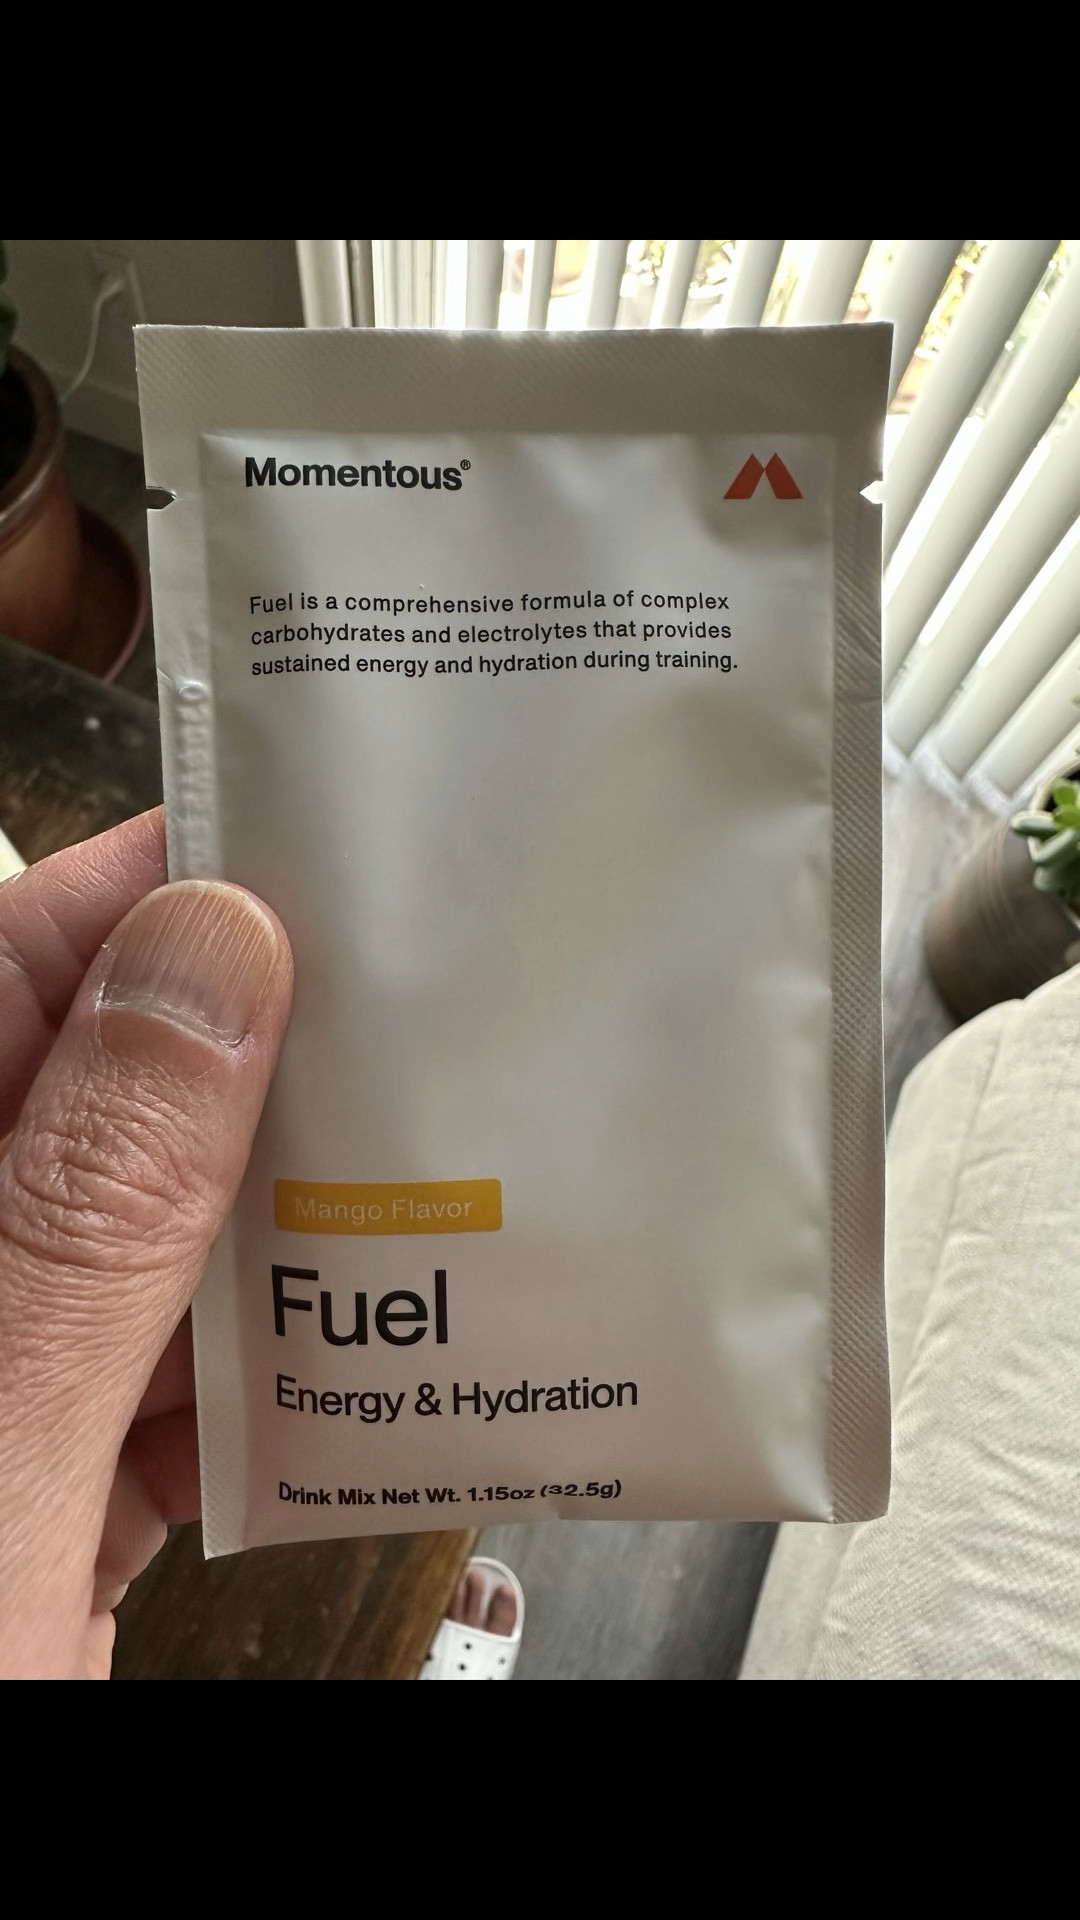 Momentous®
Fuel is a comprehensive formula of complex
carbohydrates and electrolytes that provides
sustained energy and hydration during training.
Mango Flavor
Fuel
Energy & Hydration
Drink Mix Net Wt. 1.15oz (32.5g)